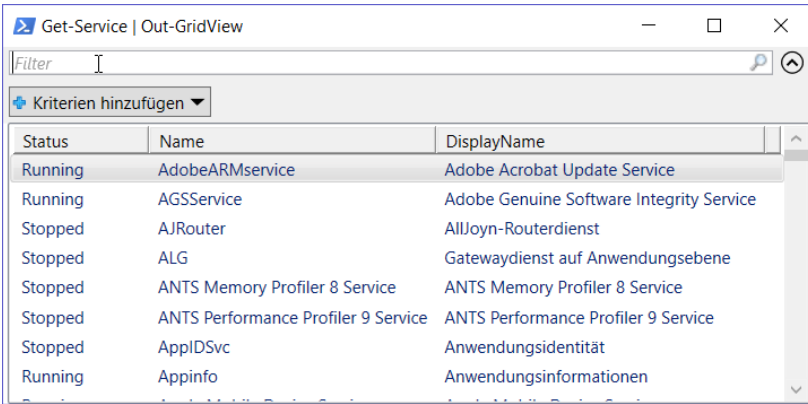 Get-Service | Out-GridView
Filter
Kriterien hinzufügen
Status Name DisplayName
Running AdobeARMservice Adobe Acrobat Update Service
Running AGSService Adobe Genuine Software Integrity Service
Stopped AJRouter AllJoyn-Routerdienst
Stopped ALG Gatewaydienst auf Anwendungsebene
Stopped ANTS Memory Profiler 8 Service ANTS Memory Profiler 8 Service
Stopped ANTS Performance Profiler 9 Service ANTS Performance Profiler 9 Service
Stopped AppIDSvc Anwendungsidentität
Running Appinfo Anwendungsinformationen